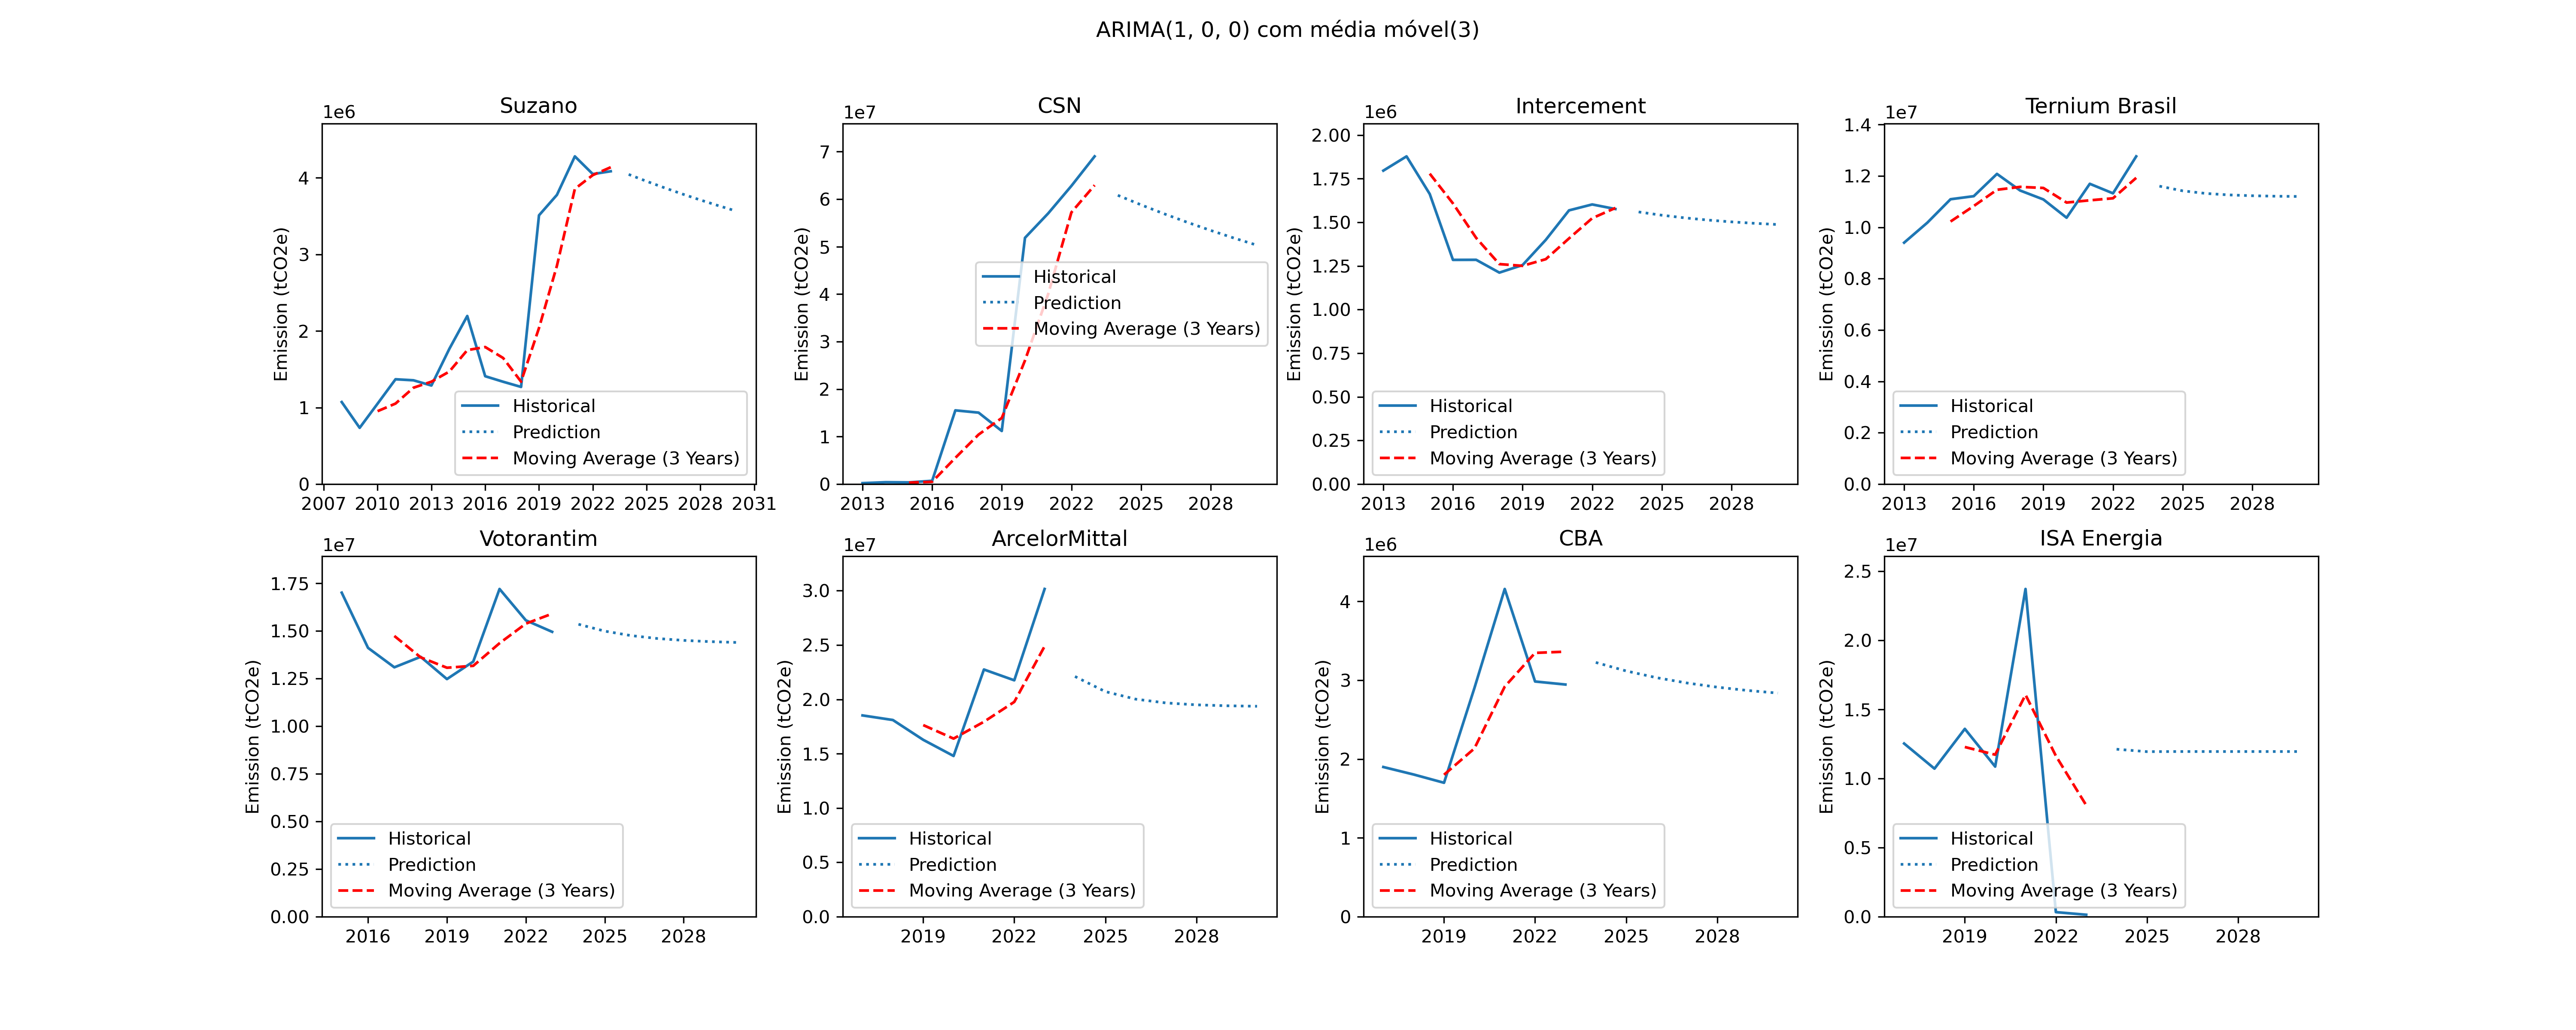 ARIMA(1, 0, 0) com média móvel(3)
Suzano
1e6
Emission (tCO2e)
4
3
2
1
0
2007 2010 2013 2016 2019 2022 2025 2028 2031
Historical
Prediction
Moving Average (3 Years)
CSN
1e7
Emission (tCO2e)
7
6
5
4
3
2
1
0
2013 2016 2019 2022 2025 2028
Historical
Prediction
Moving Average (3 Years)
Intercement
1e6
Emission (tCO2e)
2.00
1.75
1.50
1.25
1.00
0.75
0.50
0.25
0.00
2013 2016 2019 2022 2025 2028
Historical
Prediction
Moving Average (3 Years)
Ternium Brasil
1e7
Emission (tCO2e)
1.4
1.2
1.0
0.8
0.6
0.4
0.2
0.0
2013 2016 2019 2022 2025 2028
Historical
Prediction
Moving Average (3 Years)
Votorantim
1e7
Emission (tCO2e)
1.75
1.50
1.25
1.00
0.75
0.50
0.25
0.00
2016 2019 2022 2025 2028
Historical
Prediction
Moving Average (3 Years)
ArcelorMittal
1e7
Emission (tCO2e)
3.0
2.5
2.0
1.5
1.0
0.5
0.0
2019 2022 2025 2028
Historical
Prediction
Moving Average (3 Years)
CBA
1e6
Emission (tCO2e)
4
3
2
1
0
2019 2022 2025 2028
Historical
Prediction
Moving Average (3 Years)
ISA Energia
1e7
Emission (tCO2e)
2.5
2.0
1.5
1.0
0.5
0.0
2019 2022 2025 2028
Historical
Prediction
Moving Average (3 Years)